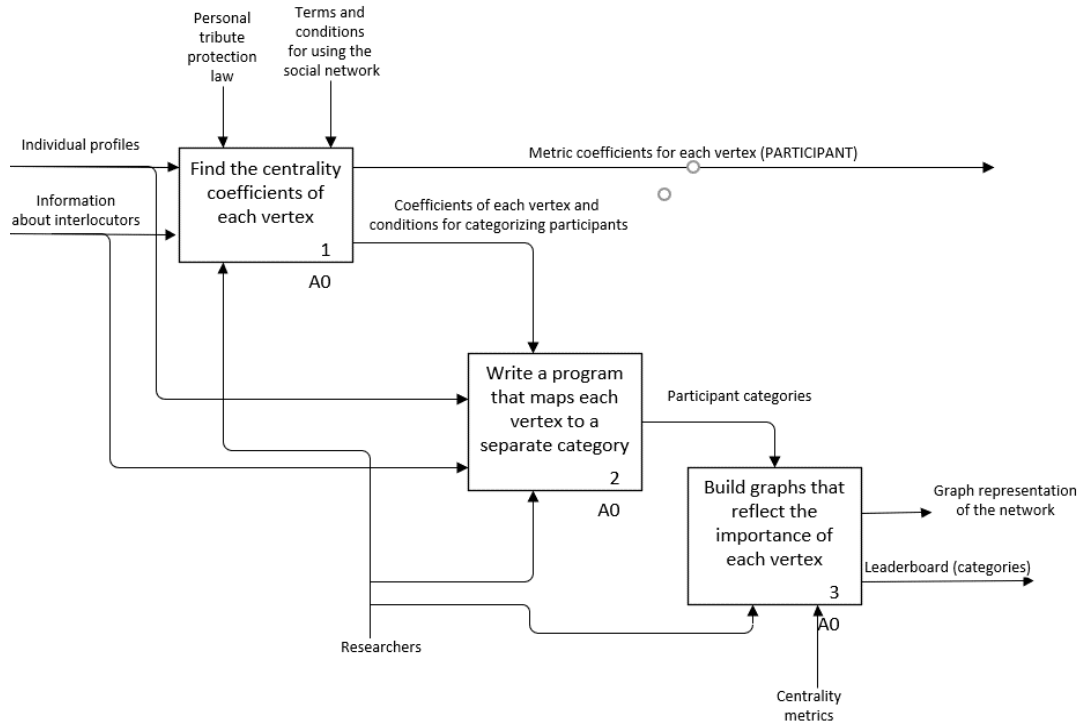 Personal
tribute
protection
law
Terms and
conditions
for using the
social network
Individual profiles
Information
about interlocutors
Find the centrality
coefficients of
each vertex
1
A0
Metric coefficients for each vertex (PARTICIPANT)
Coefficients of each vertex and
conditions for categorizing participants
Write a program
that maps each
vertex to a
separate category
2
A0
Participant categories
Build graphs that
reflect the
importance of
each vertex
3
A0
Graph representation
of the network
Leaderboard (categories)
Researchers
Centrality
metrics